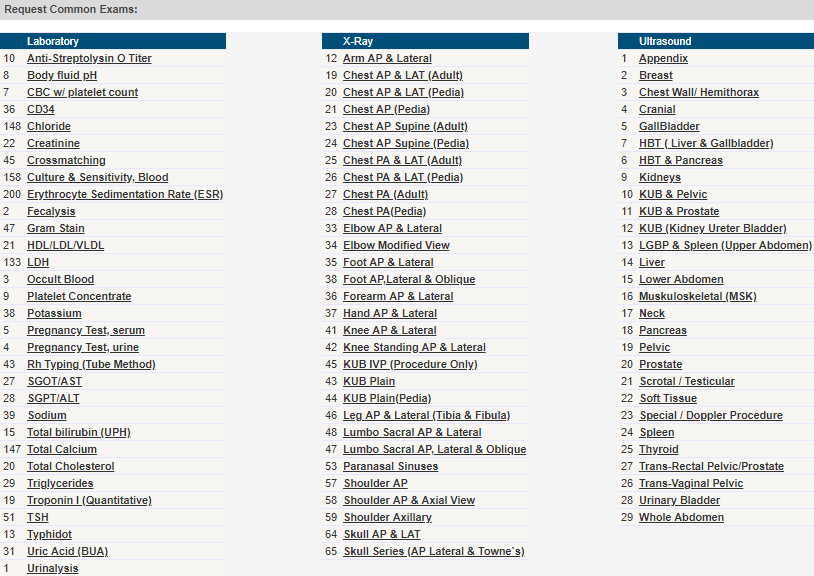 Request Common Exams:
Laboratory
10 Anti-Streptolysin O Titer
8 Body fluid pH
7 CBC w/ platelet count
36 CD34
148 Chloride
22 Creatinine
45 Crossmatching
158 Culture & Sensitivity, Blood
200 Erythrocyte Sedimentation Rate (ESR)
2 Fecalysis
47 Gram Stain
21 HDL/LDL/VLDL
133 LDH
3 Occult Blood
9 Platelet Concentrate
38 Potassium
5 Pregnancy Test, serum
4 Pregnancy Test, urine
43 Rh Typing (Tube Method)
27 SGOT/AST
28 SGPT/ALT
39 Sodium
15 Total bilirubin (UPH)
147 Total Calcium
20 Total Cholesterol
29 Triglycerides
19 Troponin I (Quantitative)
51 TSH
13 Typhidot
31 Uric Acid (BUA)
1 Urinalysis
X-Ray
12 Arm AP & Lateral
19 Chest AP & LAT (Adult)
20 Chest AP & LAT (Pedia)
21 Chest AP (Pedia)
23 Chest AP Supine (Adult)
24 Chest AP Supine (Pedia)
25 Chest PA & LAT (Adult)
26 Chest PA & LAT (Pedia)
27 Chest PA (Adult)
28 Chest PA(Pedia)
33 Elbow AP & Lateral
34 Elbow Modified View
35 Foot AP & Lateral
38 Foot AP,Lateral & Oblique
36 Forearm AP & Lateral
37 Hand AP & Lateral
41 Knee AP & Lateral
42 Knee Standing AP & Lateral
45 KUB IVP (Procedure Only)
43 KUB Plain
44 KUB Plain(Pedia)
46 Leg AP & Lateral (Tibia & Fibula)
48 Lumbo Sacral AP & Lateral
47 Lumbo Sacral AP, Lateral & Oblique
53 Paranasal Sinuses
57 Shoulder AP
58 Shoulder AP & Axial View
59 Shoulder Axillary
64 Skull AP & LAT
65 Skull Series (AP Lateral & Towne`s)
Ultrasound
1 Appendix
2 Breast
3 Chest Wall/ Hemithorax
4 Cranial
5 GallBladder
7 HBT ( Liver & Gallbladder)
6 HBT & Pancreas
9 Kidneys
10 KUB & Pelvic
11 KUB & Prostate
12 KUB (Kidney Ureter Bladder)
13 LGBP & Spleen (Upper Abdomen)
14 Liver
15 Lower Abdomen
16 Muskuloskeletal (MSK)
17 Neck
18 Pancreas
19 Pelvic
20 Prostate
21 Scrotal / Testicular
22 Soft Tissue
23 Special / Doppler Procedure
24 Spleen
25 Thyroid
27 Trans-Rectal Pelvic/Prostate
26 Trans-Vaginal Pelvic
28 Urinary Bladder
29 Whole Abdomen